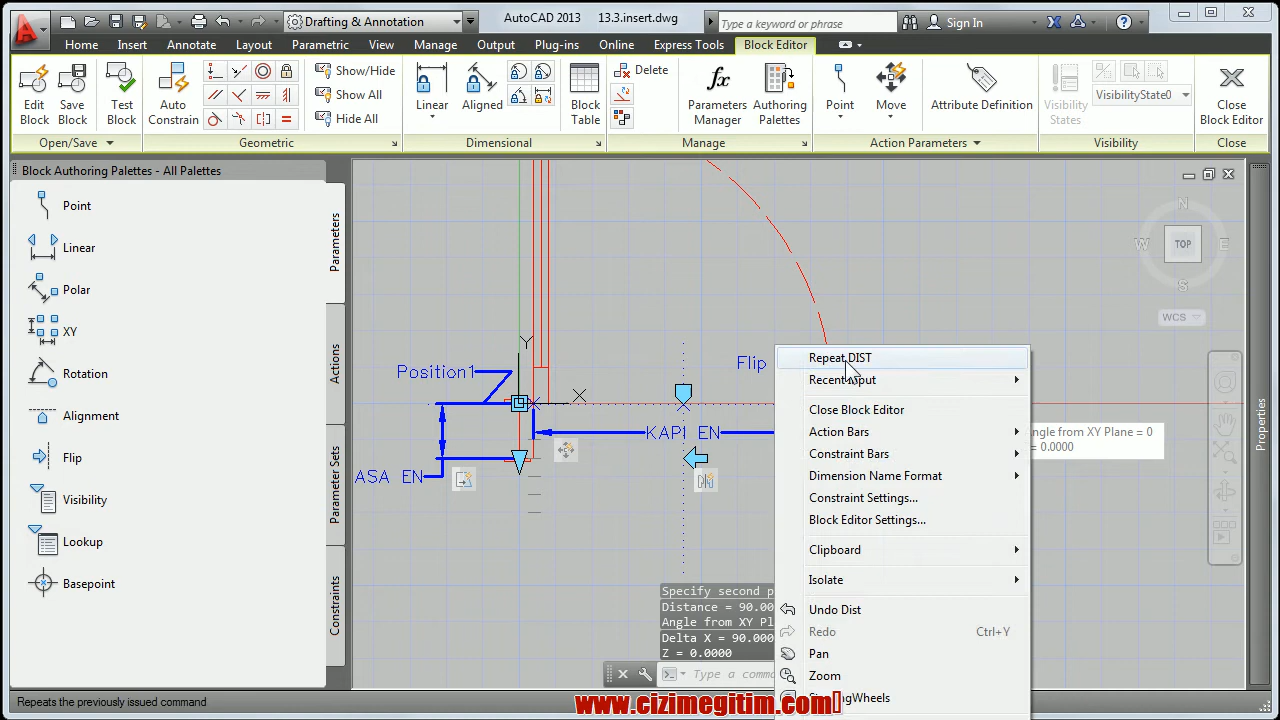 Drafting & Annotation
AutoCAD 2013
13.3.insert.dwg
Type a keyword or phrase
Sign In
Home
Insert
Annotate
Layout
Parametric
View
Manage
Output
Plug-ins
Online
Express Tools
Block Editor
Edit Block
Save Block
Test Block
Auto Constrain
Show/Hide
Show All
Hide All
Linear
Aligned
Block Table
Delete
fx
Parameters Manager
Authoring Palettes
Point
Move
Attribute Definition
Visibility States
VisibilityState0
Close Block Editor
Open/Save
Geometric
Dimensional
Manage
Action Parameters
Visibility
Close
Block Authoring Palettes - All Palettes
Point
Linear
Polar
XY
Rotation
Alignment
Flip
Visibility
Lookup
Basepoint
Parameters
Actions
Parameter Sets
Constraints
N
W
TOP
E
S
WCS
Properties
Y
X
Position1
Flip
KAPI EN
ASA EN
Repeat DIST
Recent Input
Close Block Editor
Action Bars
Constraint Bars
Dimension Name Format
Constraint Settings...
Block Editor Settings...
Clipboard
Isolate
Undo Dist
Redo Ctrl+Y
Pan
Zoom
SteeringWheels
ngle from XY Plane = 0
= 0.0000
Specify second p
Distance = 90.00
Angle from XY Pl
Delta X = 90.000
Z = 0.0000
Type a comma
Repeats the previously issued command
www.cizimegitim.com